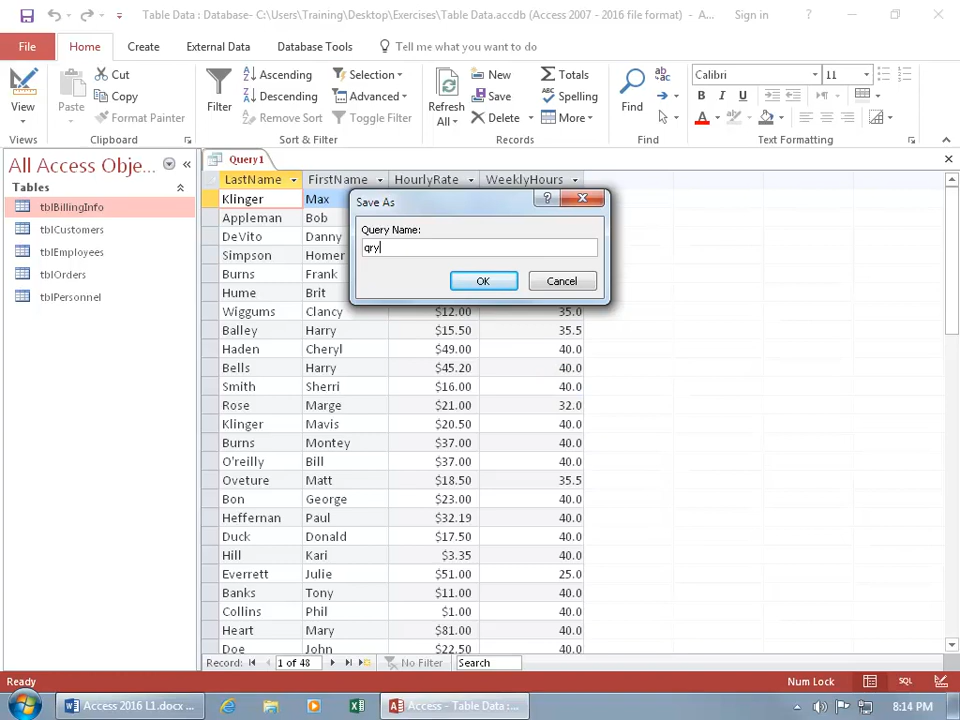 Table Data : Database- C:\Users\Training\Desktop\Exercises\Table Data.accdb (Access 2007 - 2016 file format) - A...
Sign in
?
File
Home
Create
External Data
Database Tools
Tell me what you want to do
View
Views
Paste
Cut
Copy
Format Painter
Clipboard
Filter
Ascending
Descending
Remove Sort
Selection
Advanced
Toggle Filter
Sort & Filter
Refresh All
New
Save
Delete
Totals
Spelling
More
Records
Find
Find
Calibri
11
B I U
Text Formatting
All Access Obje...
Tables
tblBillingInfo
tblCustomers
tblEmployees
tblOrders
tblPersonnel
Query1
LastName FirstName HourlyRate WeeklyHours
Klinger Max
Appleman Bob
DeVito Danny
Simpson Homer
Burns Frank
Hume Brit
Wiggums Clancy $12.00 35.0
Balley Harry $15.50 35.5
Haden Cheryl $49.00 40.0
Bells Harry $45.20 40.0
Smith Sherri $16.00 40.0
Rose Marge $21.00 32.0
Klinger Mavis $20.50 40.0
Burns Montey $37.00 40.0
O'reilly Bill $37.00 40.0
Oveture Matt $18.50 35.5
Bon George $23.00 40.0
Heffernan Paul $32.19 40.0
Duck Donald $17.50 40.0
Hill Kari $3.35 40.0
Everrett Julie $51.00 25.0
Banks Tony $11.00 40.0
Collins Phil $1.00 40.0
Heart Mary $81.00 40.0
Doe John $22.50 40.0
Save As
Query Name:
qry
OK
Cancel
Record: 1 of 48 No Filter Search
Ready
Num Lock
SQL
Access 2016 L1.docx ...
Access - Table Data :...
8:14 PM